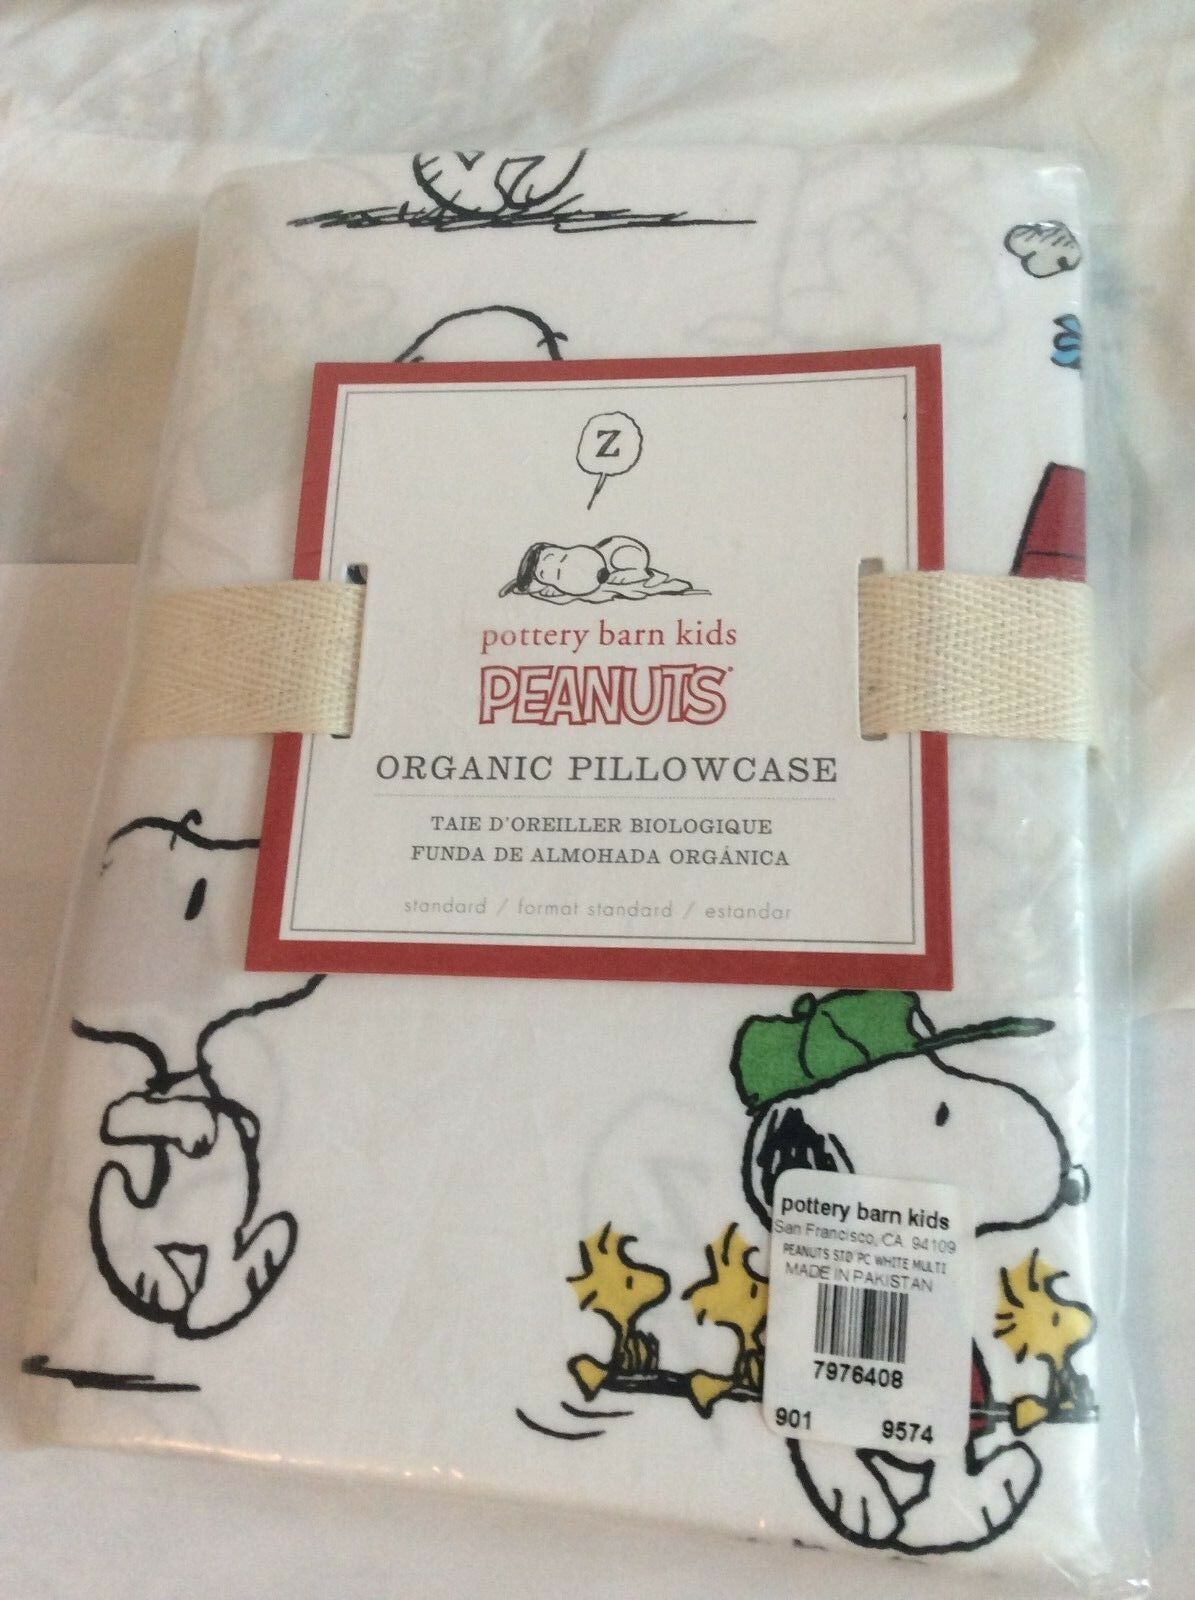 Z
pottery barn kids
PEANUTS
ORGANIC PILLOWCASE
TAIE D'OREILLER BIOLOGIQUE
FUNDA DE ALMOHADA ORGÁNICA
standard / format standard / estandar
pottery barn kids
San Francisco, CA 94109
PEANUTS STD PC WHITE MULTI
MADE IN PAKISTAN
7976408
901 9574